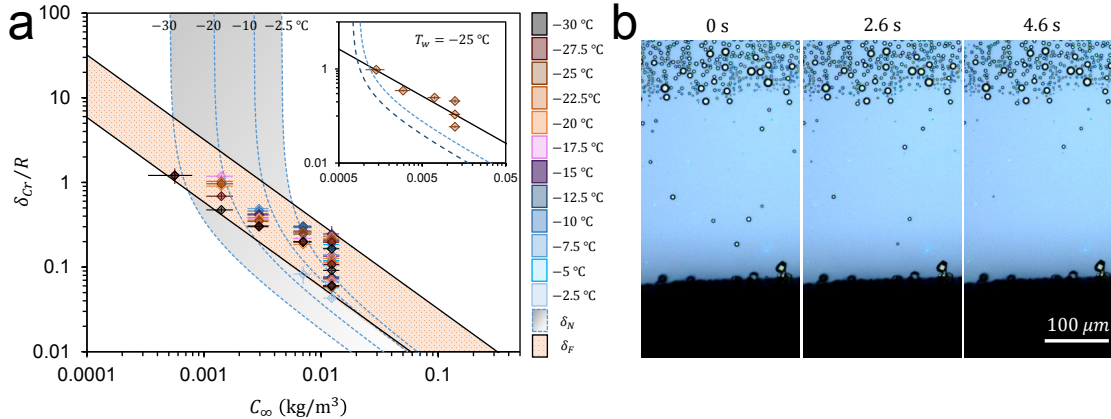 a
−30 −20 −10 −2.5 °C
100
10
1
0.1
0.01
δ_Cr/R
0.0001 0.001 0.01 0.1
C∞ (kg/m³)
T_w = −25 °C
1
0.01
0.0005 0.005 0.05
−30 °C
−27.5 °C
−25 °C
−22.5°C
−20 °C
−17.5 °C
−15 °C
−12.5 °C
−10 °C
−7.5 °C
−5 °C
−2.5 °C
δ_N
δ_F
b
0 s 2.6 s 4.6 s
100 μm